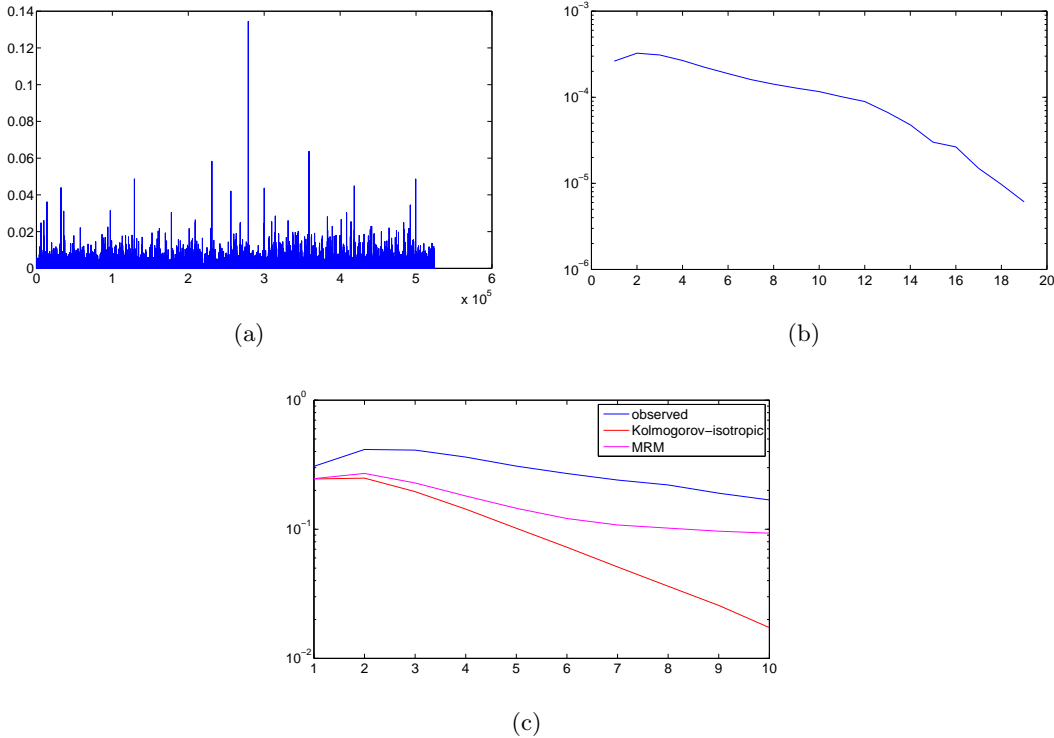 0.14
0.12
0.1
0.08
0.06
0.04
0.02
0
0 1 2 3 4 5 6
x 10^5
(a)
10^-3
10^-4
10^-5
10^-6
0 2 4 6 8 10 12 14 16 18 20
(b)
10^0
10^-1
10^-2
1 2 3 4 5 6 7 8 9 10
observed
Kolmogorov-isotropic
MRM
(c)